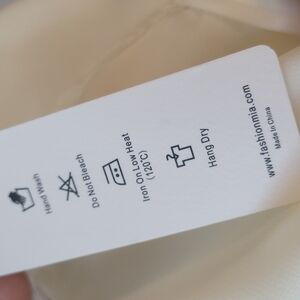 Hand Wash
Do Not Bleach
Iron On Low Heat
(120°C)
Hang Dry
www.fashionmia.com
Made in China